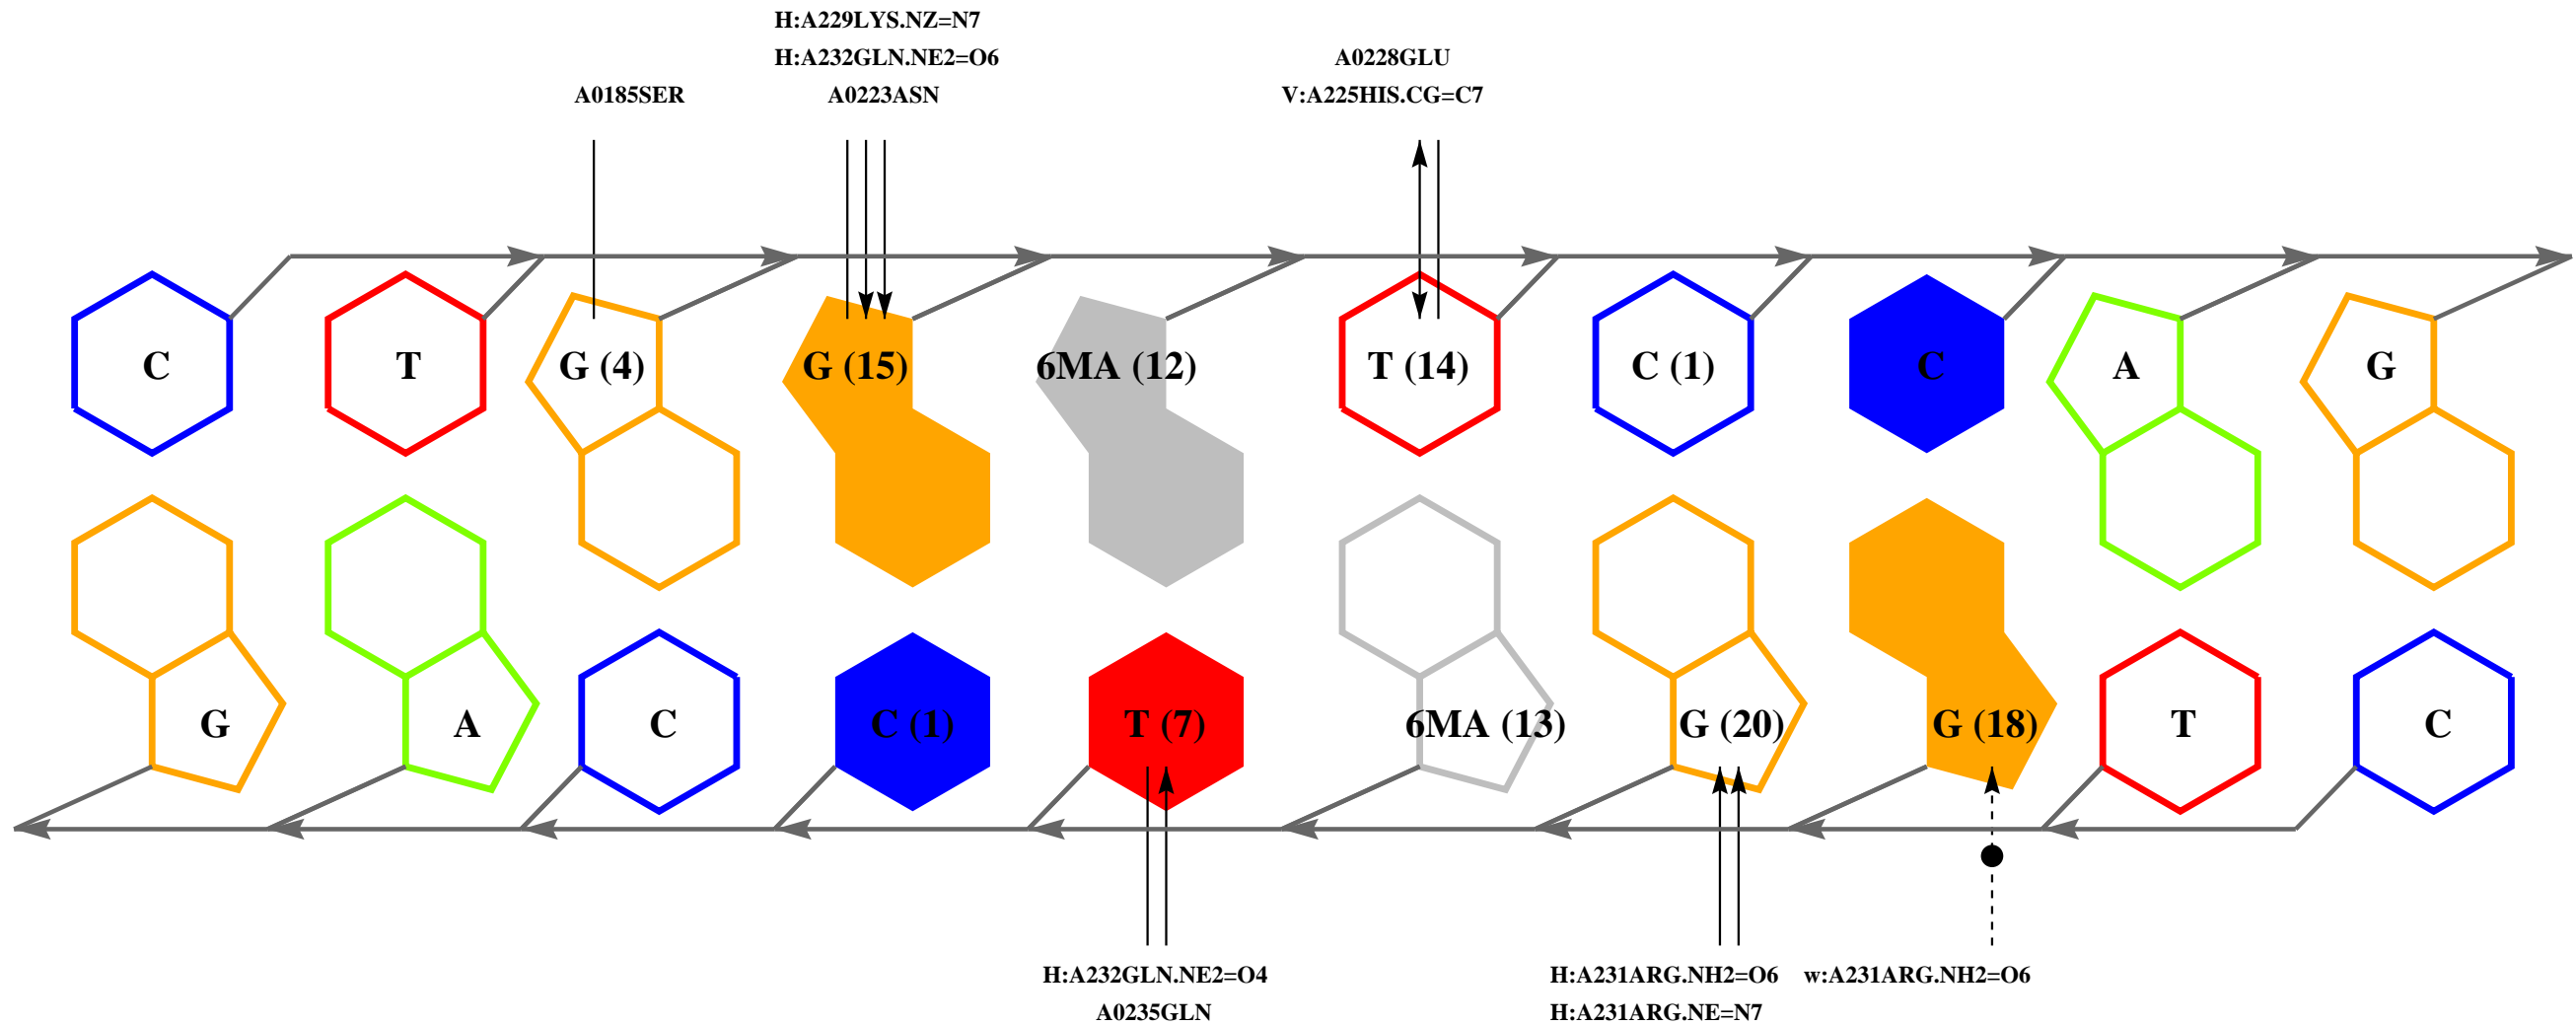 H:A229LYS.NZ=N7
H:A232GLN.NE2=O6
A0228GLU
A0185SER
A0223ASN
V:A225HIS.CG=C7
C
T
G (4)
G (15)
6MA (12)
T (14)
C (1)
C
A
G
G
A
C
C (1)
T (7)
6MA (13)
G (20)
G (18)
T
C
H:A232GLN.NE2=O4
H:A231ARG.NH2=O6
w:A231ARG.NH2=O6
A0235GLN
H:A231ARG.NE=N7